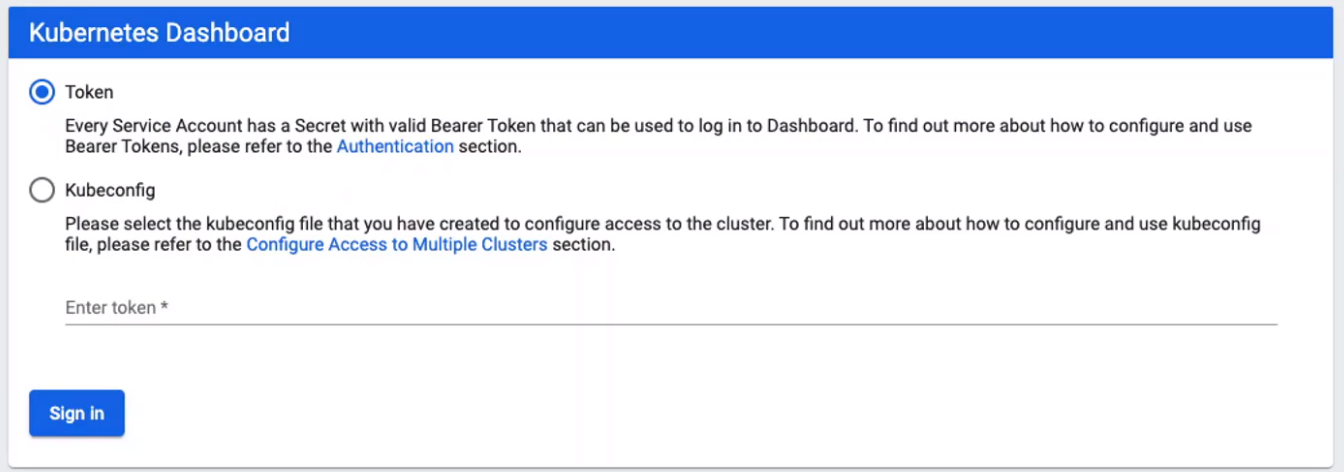 Kubernetes Dashboard
Token
Every Service Account has a Secret with valid Bearer Token that can be used to log in to Dashboard. To find out more about how to configure and use
Bearer Tokens, please refer to the Authentication section.
Kubeconfig
Please select the kubeconfig file that you have created to configure access to the cluster. To find out more about how to configure and use kubeconfig
file, please refer to the Configure Access to Multiple Clusters section.
Enter token *
Sign in